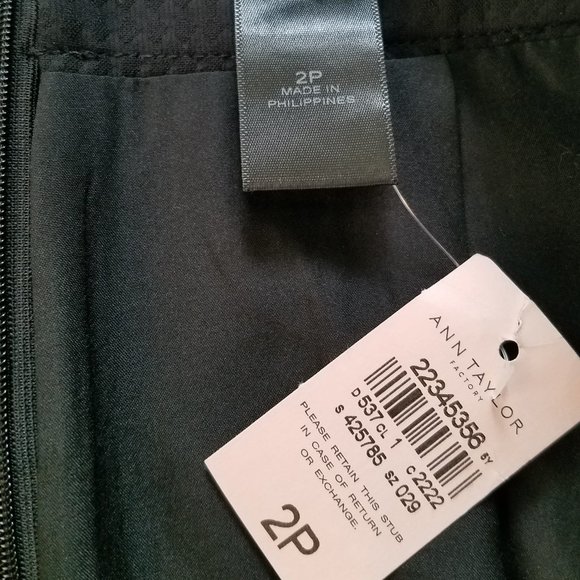 2P
MADE IN
PHILIPPINES
ANN TAYLOR
FACTORY
22345356 BY
D 537 CL 1 C 2222
S 425785 SZ 029
PLEASE RETAIN THIS STUB
IN CASE OF RETURN
OR EXCHANGE.
2P